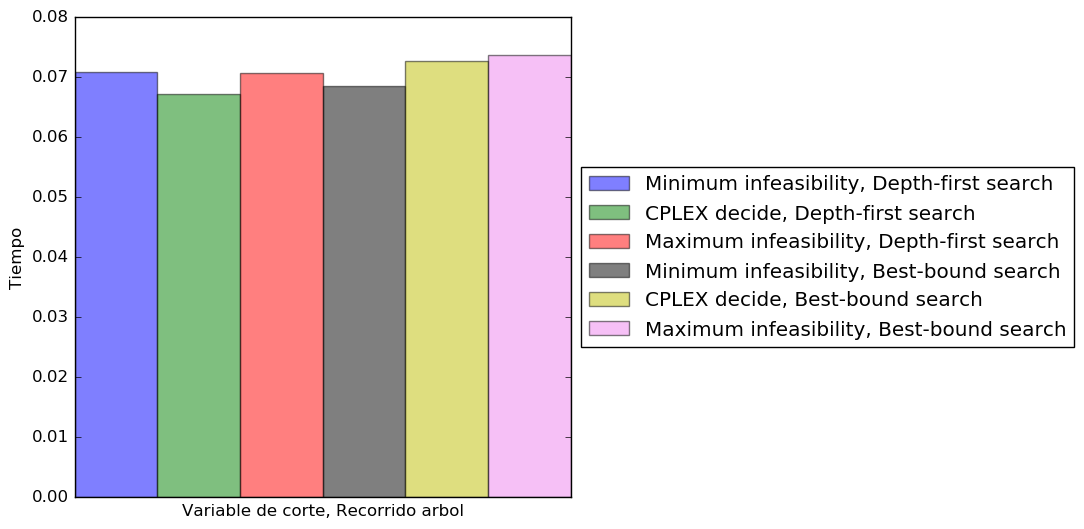 0.08
0.07
0.06
0.05
0.04
0.03
0.02
0.01
0.00
Tiempo
Variable de corte, Recorrido arbol
Minimum infeasibility, Depth-first search
CPLEX decide, Depth-first search
Maximum infeasibility, Depth-first search
Minimum infeasibility, Best-bound search
CPLEX decide, Best-bound search
Maximum infeasibility, Best-bound search